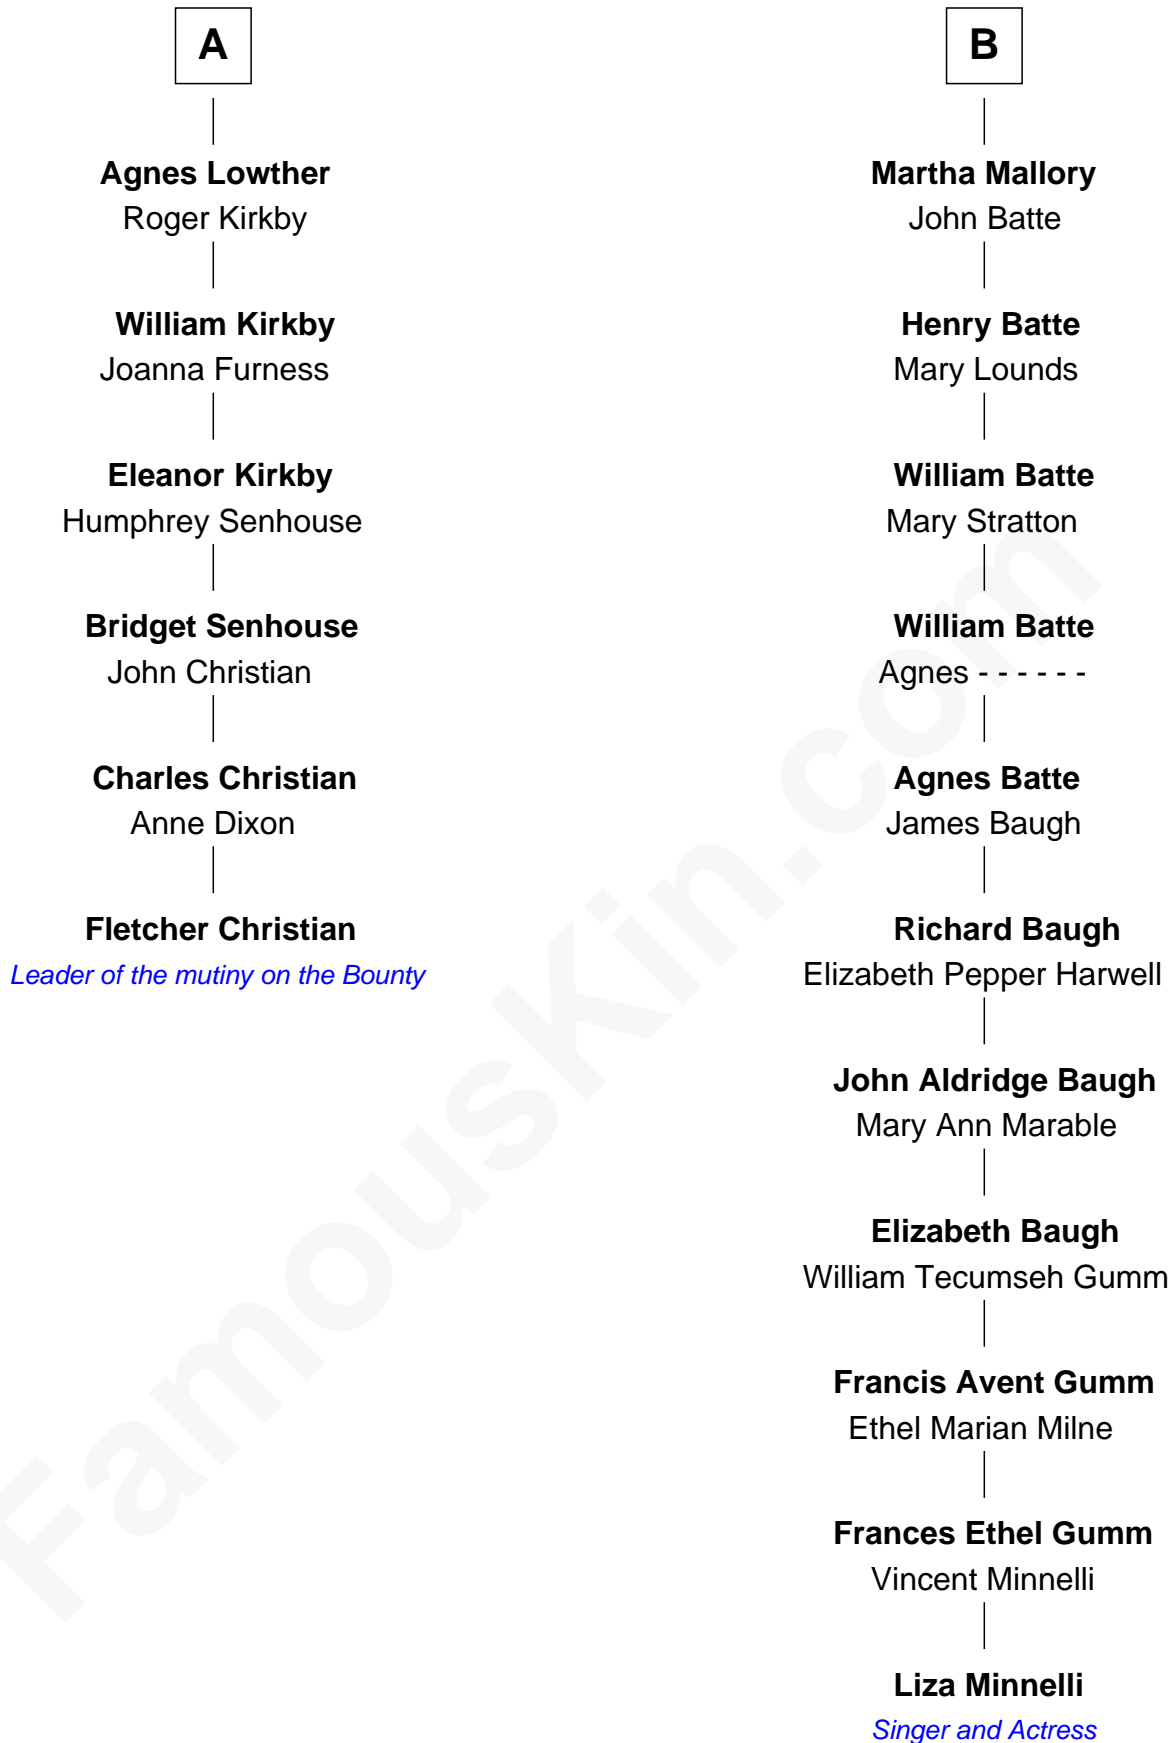 A
Agnes Lowther
Roger Kirkby
William Kirkby
Joanna Furness
Eleanor Kirkby
Humphrey Senhouse
Bridget Senhouse
John Christian
Charles Christian
Anne Dixon
Fletcher Christian
Leader of the mutiny on the Bounty
B
Martha Mallory
John Batte
Henry Batte
Mary Lounds
William Batte
Mary Stratton
William Batte
Agnes - - - - - -
Agnes Batte
James Baugh
Richard Baugh
Elizabeth Pepper Harwell
John Aldridge Baugh
Mary Ann Marable
Elizabeth Baugh
William Tecumseh Gumm
Francis Avent Gumm
Ethel Marian Milne
Frances Ethel Gumm
Vincent Minnelli
Liza Minnelli
Singer and Actress
FamousKin.com